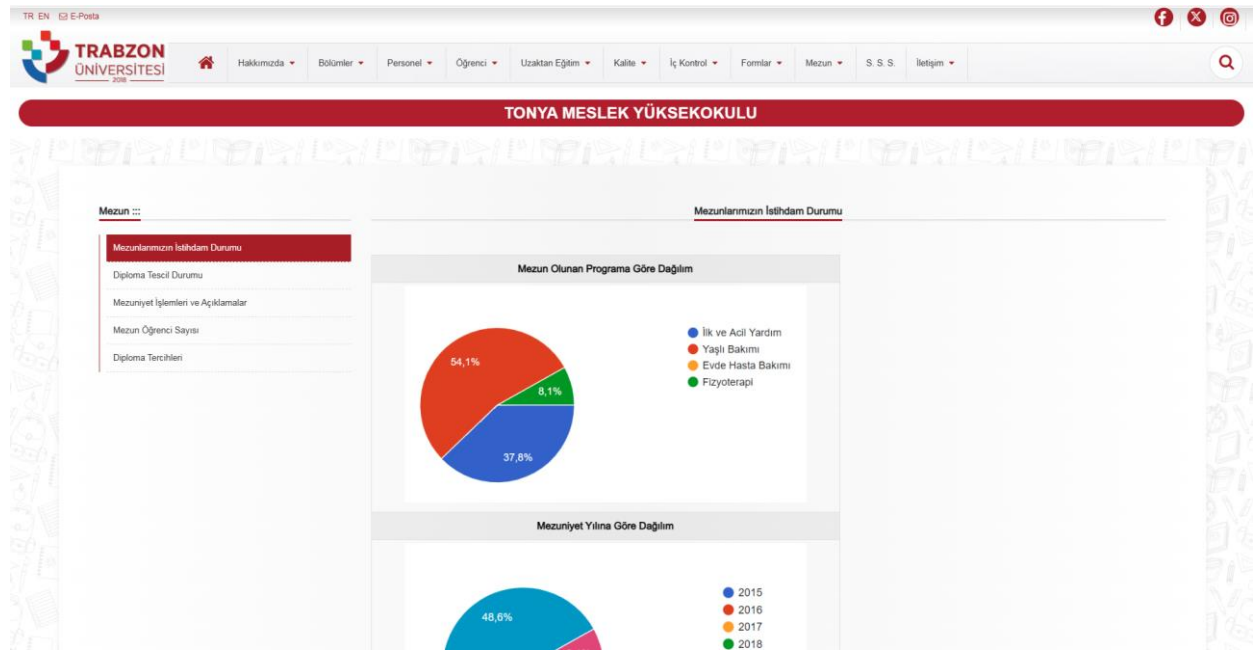 TR EN E-Posta
TRABZON
ÜNİVERSİTESİ
2018
Hakkımızda Bölümler Personel Öğrenci Uzaktan Eğitim Kalite İç Kontrol Formlar Mezun S. S. S. İletişim
TONYA MESLEK YÜKSEKOKULU
Mezun :::
Mezunlarımızın İstihdam Durumu
Diploma Tescil Durumu
Mezuniyet İşlemleri ve Açıklamalar
Mezun Öğrenci Sayısı
Diploma Tercihleri
Mezunlarımızın İstihdam Durumu
Mezun Olunan Programa Göre Dağılım
54,1%
8,1%
37,8%
İlk ve Acil Yardım
Yaşlı Bakımı
Evde Hasta Bakımı
Fizyoterapi
Mezuniyet Yılına Göre Dağılım
48,6%
2015
2016
2017
2018